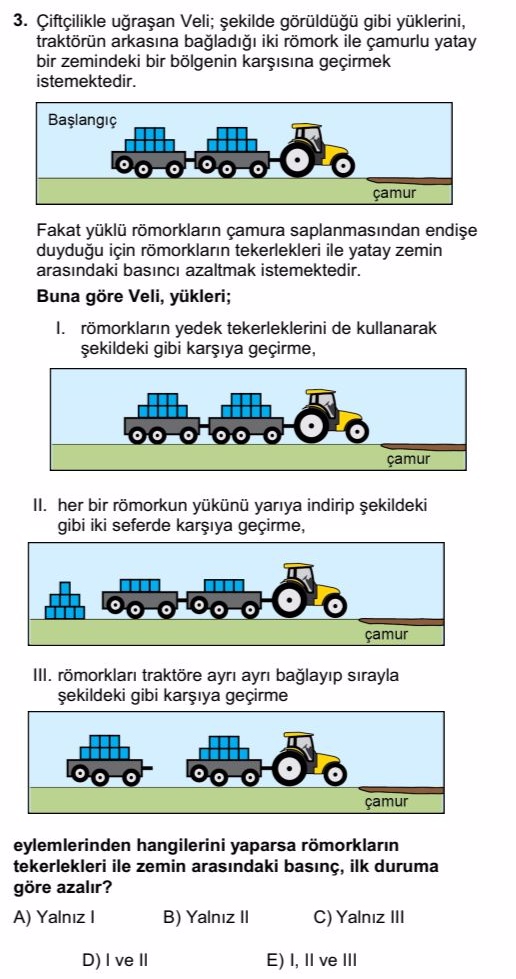 3. Çiftçilikle uğraşan Veli; şekilde görüldüğü gibi yüklerini,
traktörün arkasına bağladığı iki römork ile çamurlu yatay
bir zemindeki bir bölgenin karşısına geçirmek
istemektedir.
Başlangıç
çamur
Fakat yüklü römorkların çamura saplanmasından endişe
duyduğu için römorkların tekerlekleri ile yatay zemin
arasındaki basıncı azaltmak istemektedir.
Buna göre Veli, yükleri;
I. römorkların yedek tekerleklerini de kullanarak
şekildeki gibi karşıya geçirme,
çamur
II. her bir römorkun yükünü yarıya indirip şekildeki
gibi iki seferde karşıya geçirme,
çamur
III. römorkları traktöre ayrı ayrı bağlayıp sırayla
şekildeki gibi karşıya geçirme
çamur
eylemlerinden hangilerini yaparsa römorkların
tekerlekleri ile zemin arasındaki basınç, ilk duruma
göre azalır?
A) Yalnız I B) Yalnız II C) Yalnız III
D) I ve II E) I, II ve III